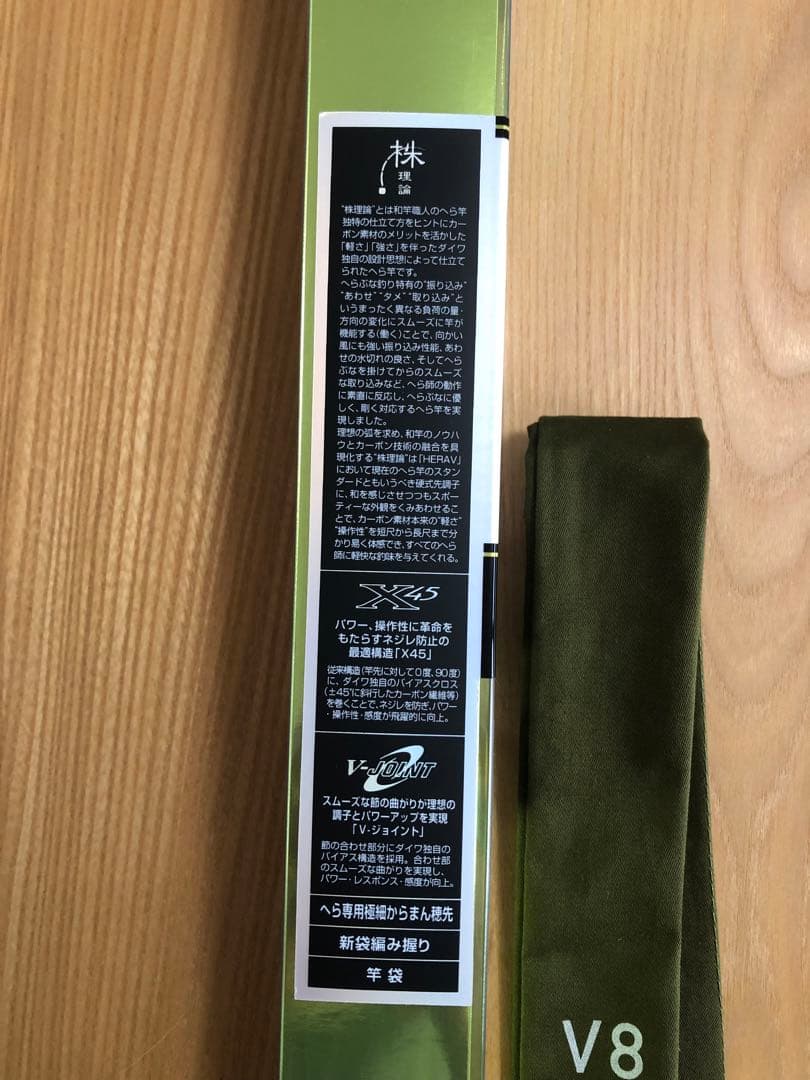 株
理
論
"株理論"とは和竿職人のへら竿
独特の仕立て方をヒントにカー
ボン素材のメリットを活かした
「軽さ」「強さ」を伴ったダイワ
独自の設計思想によって仕立て
られたへら竿です。
へらぶな釣り特有の"振り込み"
"あわせ"タメ"取り込み"と
いうまったく異なる負荷の量・
方向の変化にスムーズに竿が
機能する(働く)ことで、向かい
風にも強い振り込み性能、あわ
せの水切れの良さ、そしてへら
ぶなを掛けてからのスムーズ
な取り込みなど、へら師の動作
に素直に反応し、へらぶなに優
しく、剛く対応するへら竿を実
現しました。
理想の弧を求め、和竿のノウハ
ウとカーボン技術の融合を具
現化する"株理論"は「HERAV」
において現在のへら竿のスタン
ダードともいうべき硬式先調子
に、和を感じさせつつもスポー
ティーな外観をくみあわせるこ
とで、カーボン素材本来の"軽さ"
"操作性"を短尺から長尺まで分
かり易く体感でき、すべてのへら
師に軽快な釣味を与えてくれる。
X45
パワー、操作性に革命を
もたらすネジレ防止の
最適構造「X45」
従来構造(竿先に対して0度、90度)
に、ダイワ独自のバイアスクロス
(±45°に斜行したカーボン繊維等)
を巻くことで、ネジレを防ぎ、パワー
・操作性・感度が飛躍的に向上。
V-JOINT
スムーズな節の曲がりが理想の
調子とパワーアップを実現
「V-ジョイント」
節の合わせ部分にダイワ独自の
バイアス構造を採用。合わせ部
のスムーズな曲がりを実現し、
パワー・レスポンス・感度が向上。
へら専用極細からまん穂先
新袋編み握り
竿袋
V8